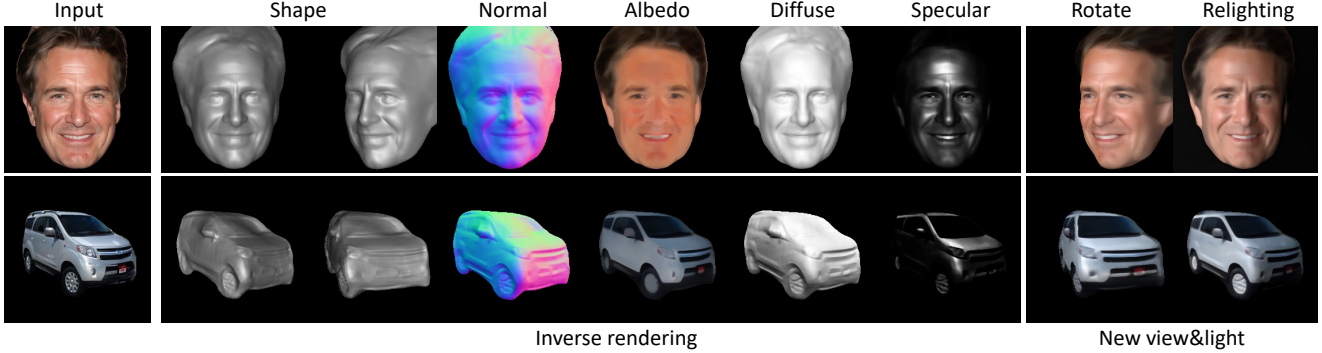 Input Shape Normal Albedo Diffuse Specular Rotate Relighting
Inverse rendering New view&light